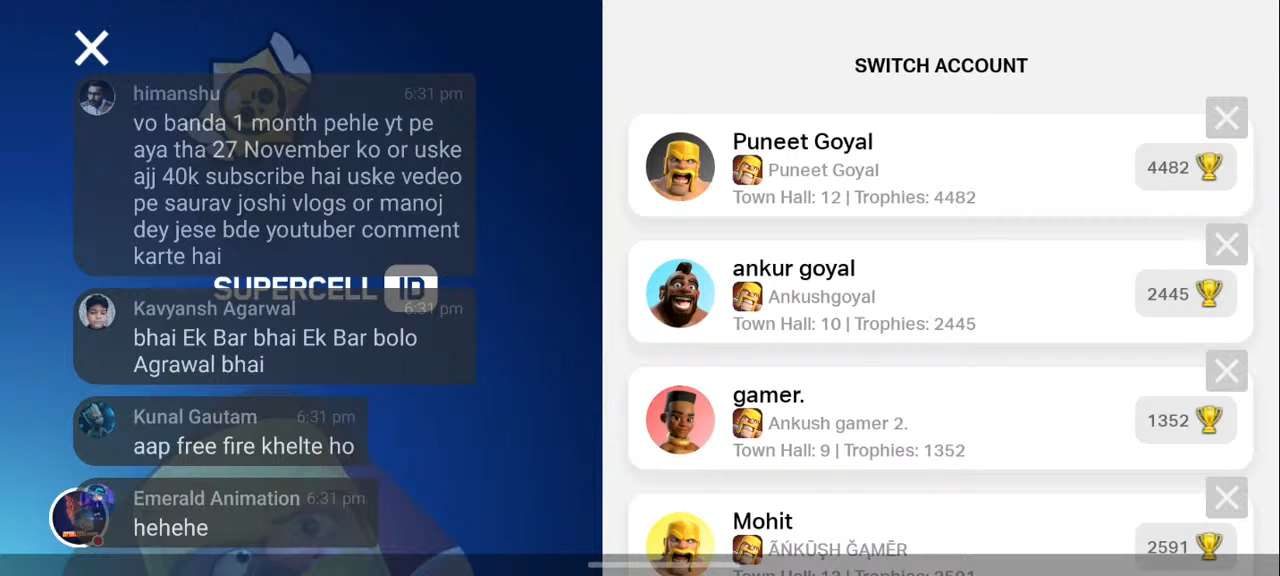 himanshu 6:31 pm
vo banda 1 month pehle yt pe
aya tha 27 November ko or uske
ajj 40k subscribe hai uske vedeo
pe saurav joshi vlogs or manoj
dey jese bde youtuber comment
karte hai
SUPERCELL ID
Kavyansh Agarwal 6:31 pm
bhai Ek Bar bhai Ek Bar bolo
Agrawal bhai
Kunal Gautam 6:31 pm
aap free fire khelte ho
Emerald Animation 6:31 pm
hehehe
SWITCH ACCOUNT
Puneet Goyal
Puneet Goyal
Town Hall: 12 | Trophies: 4482
4482
ankur goyal
Ankushgoyal
Town Hall: 10 | Trophies: 2445
2445
gamer.
Ankush gamer 2.
Town Hall: 9 | Trophies: 1352
1352
Mohit
ÃŃKŪŞH ĞĄMĒR
Town Hall: 12 | Trophies: 2591
2591